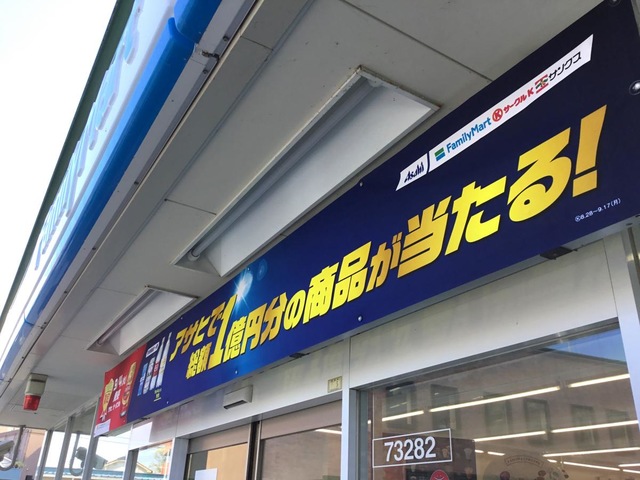 Asahi FamilyMart サークルK サンクス
アサヒで
総額1億円分の商品が当たる!
8.28～9.17(月)
73282